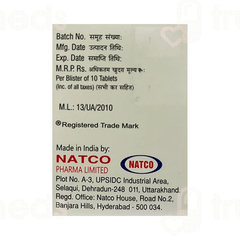 Batch No. समूह संख्या:
Mfg. Date उत्पादन तिथि:
Exp. Date समाप्ति तिथि:
M.R.P. Rs. अधिकतम खुदरा मूल्य रु.
Per Blister of 10 Tablets
(Inc. of all taxes) (सभी कर सहित)
M.L.: 13/UA/2010
®Registered Trade Mark
Made in India by:
NATCO
PHARMA LIMITED
NATCO
Plot No. A-3, UPSIDC Industrial Area,
Selaqui, Dehradun-248 011, Uttarakhand.
Regd. Office: Natco House, Road No.2,
Banjara Hills, Hyderabad - 500 034.